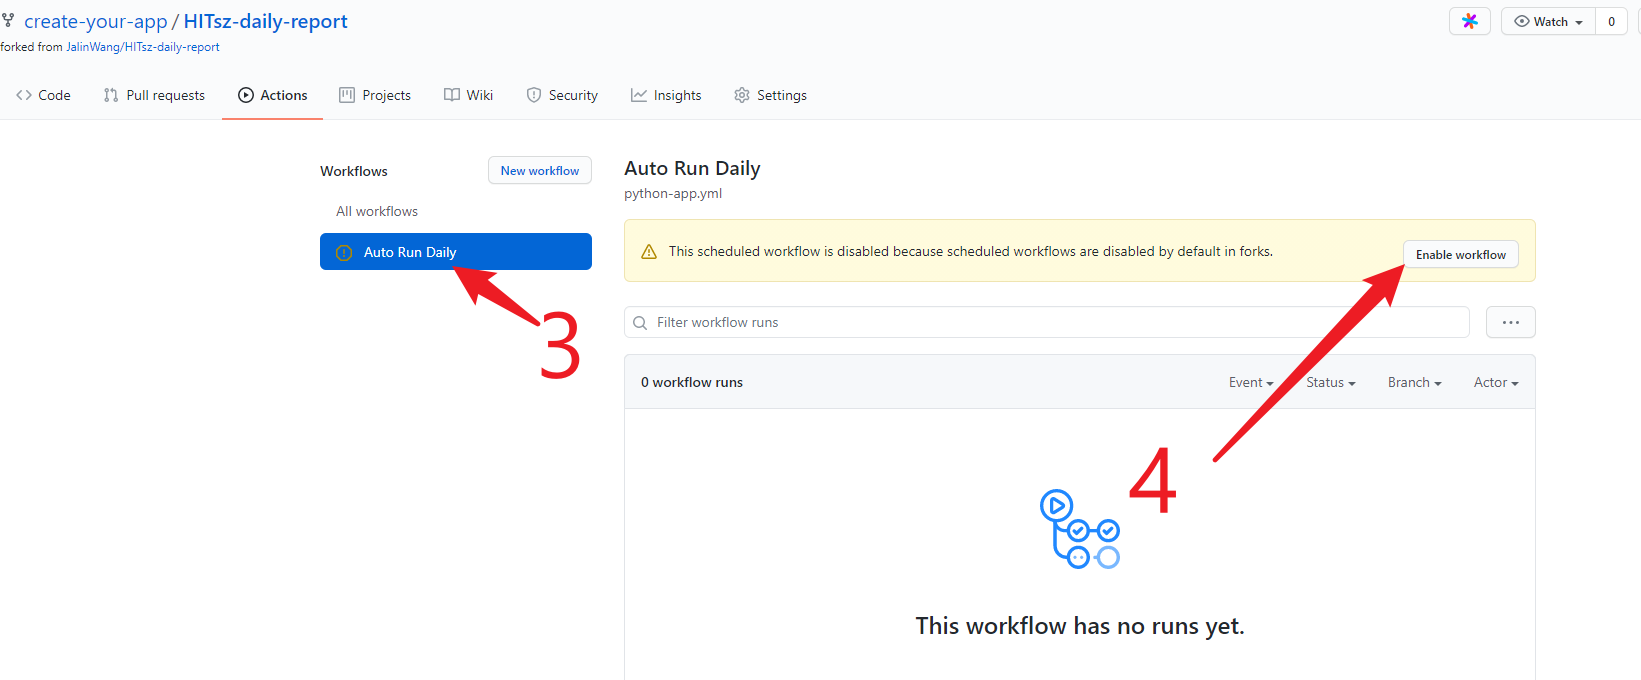 create-your-app / HITsz-daily-report
Watch 0
forked from JalinWang/HITsz-daily-report
Code Pull requests Actions Projects Wiki Security Insights Settings
Workflows New workflow
All workflows
Auto Run Daily
Auto Run Daily
python-app.yml
This scheduled workflow is disabled because scheduled workflows are disabled by default in forks.
Enable workflow
3
Filter workflow runs
...
0 workflow runs Event Status Branch Actor
4
This workflow has no runs yet.